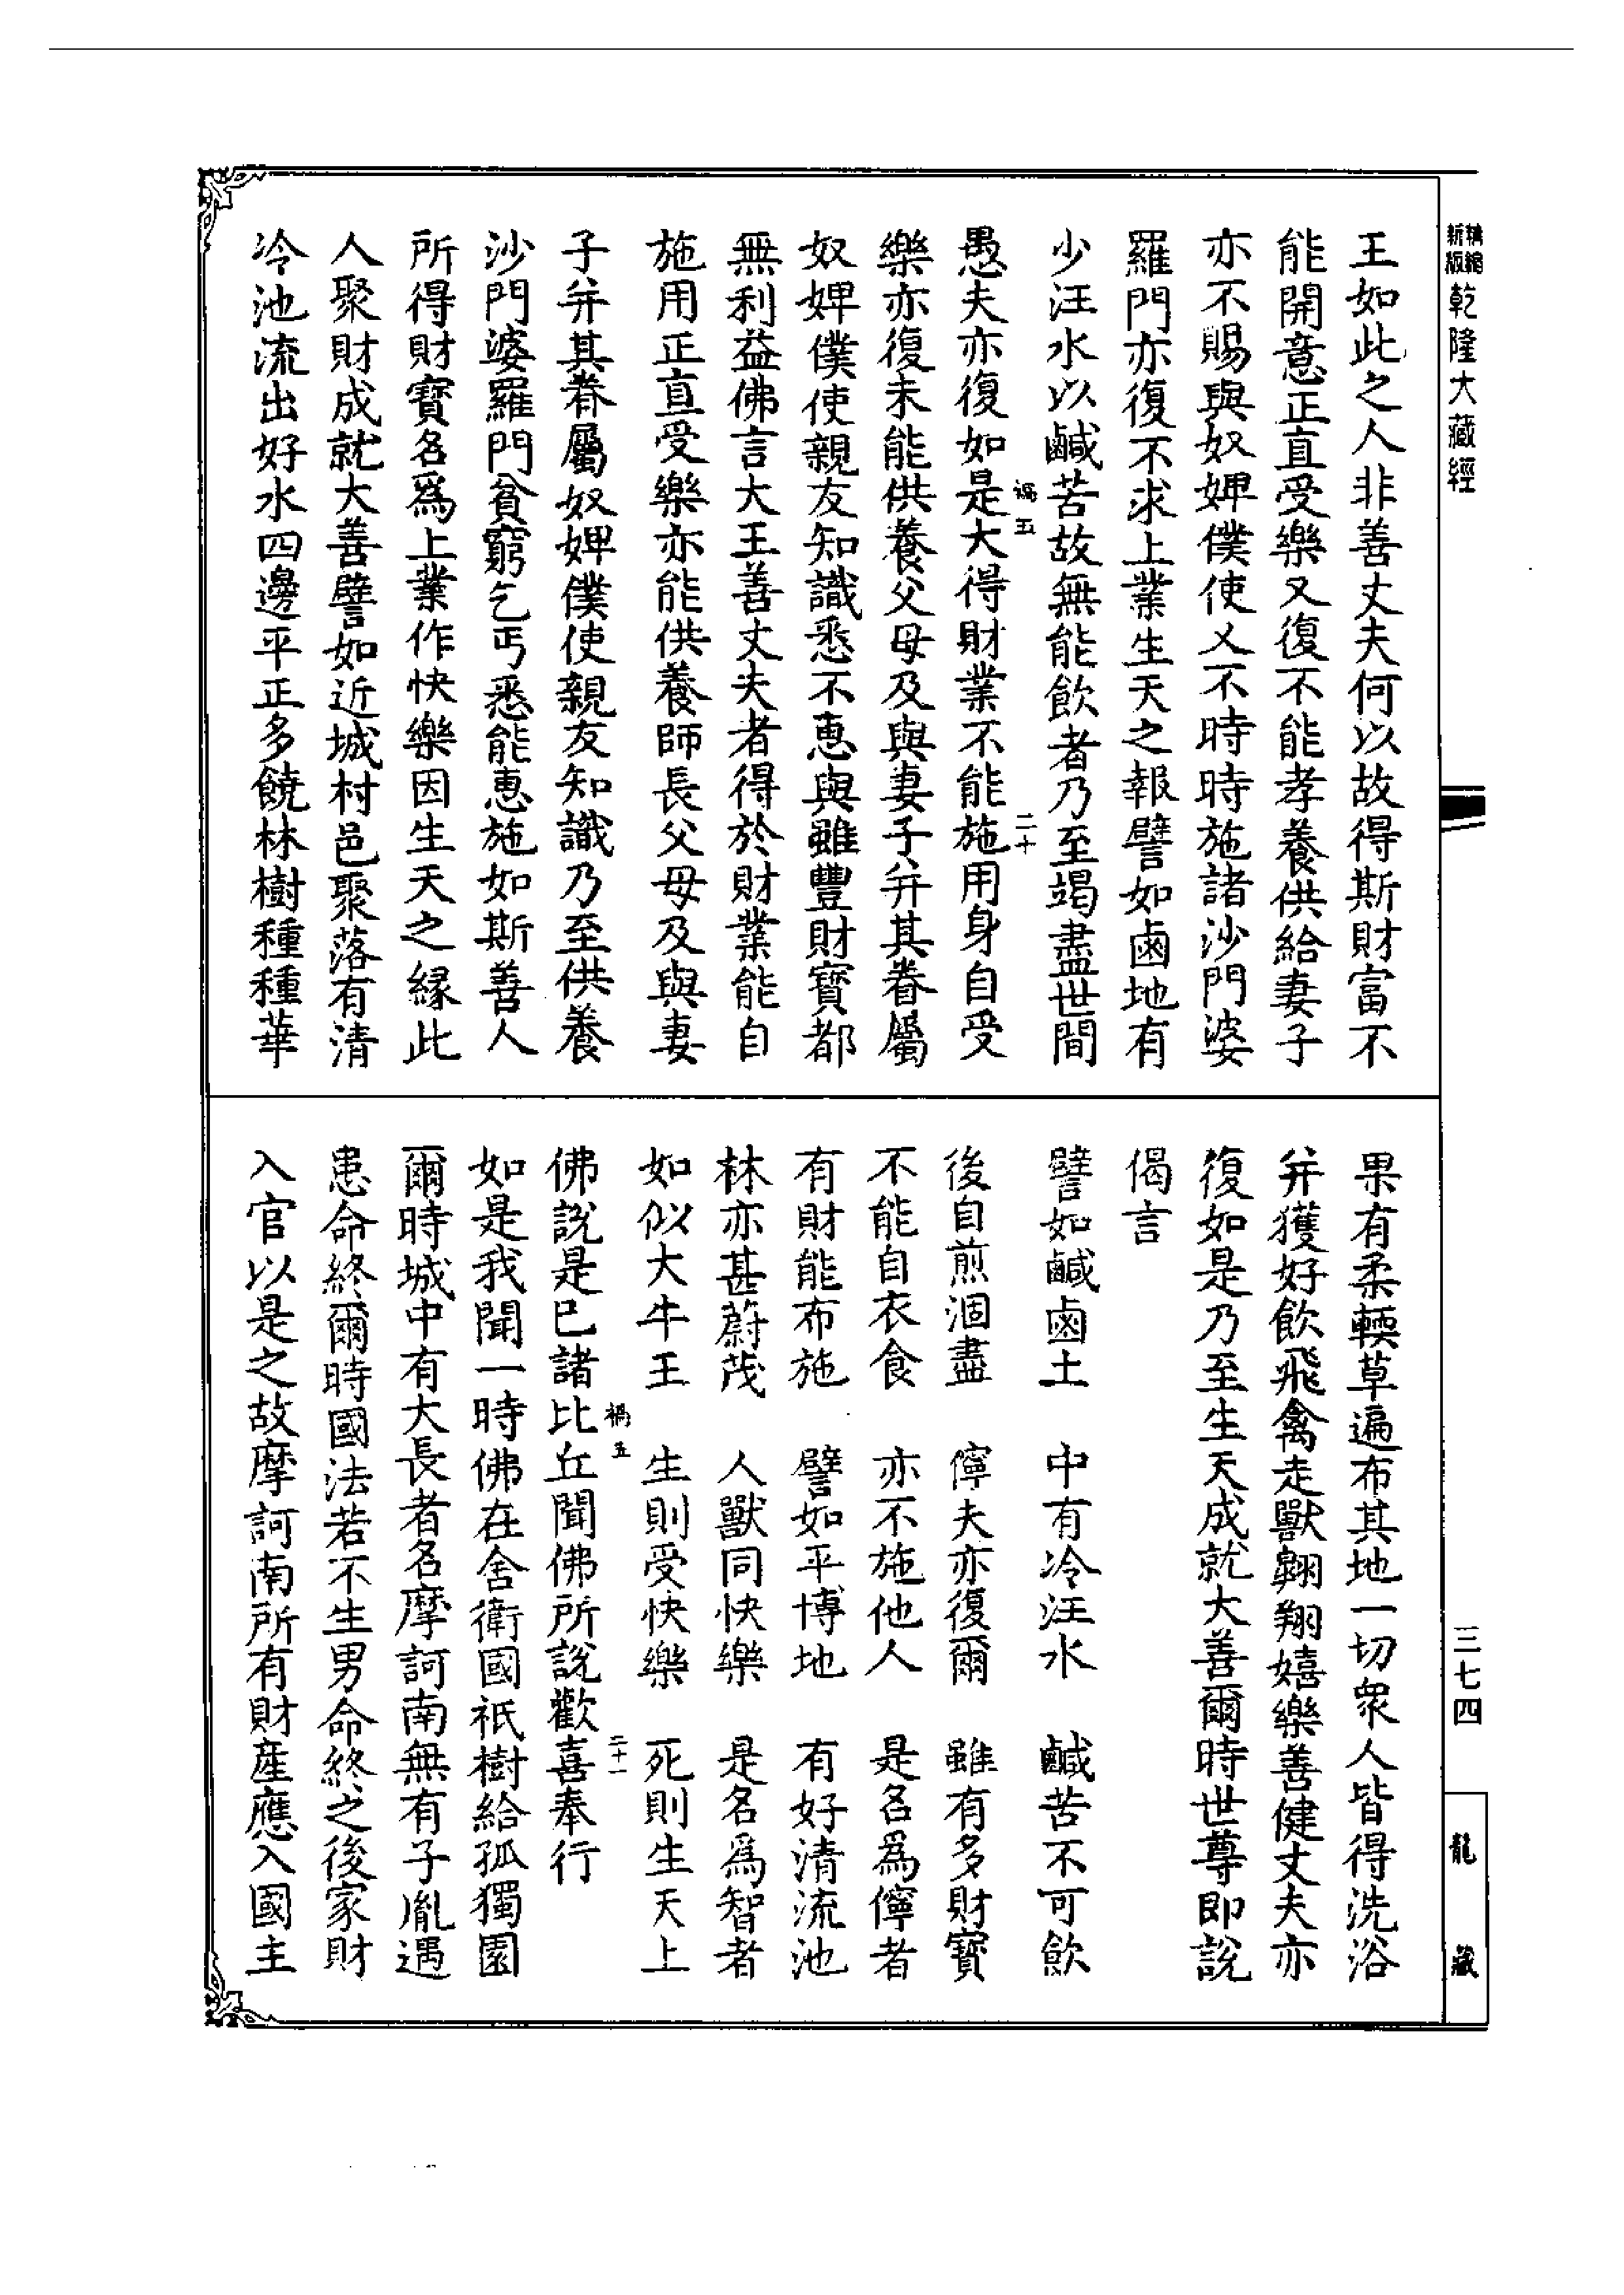 精縮
新版
乾隆大藏經
王如此之人非善丈夫何以故得斯財富不
能開意正直受樂又復不能孝養供給妻子
亦不賜與奴婢僕使又不時時施諸沙門婆
羅門亦復不求上業生天之報譬如鹵地有
少汪水以鹹苦故無能飲者乃至竭盡世間
禍五 二十
愚夫亦復如是大得財業不能施用身自受
樂亦復未能供養父母及與妻子并其眷屬
奴婢僕使親友知識悉不惠與雖豐財寶都
無利益佛言大王善丈夫者得於財業能自
施用正直受樂亦能供養師長父母及與妻
子并其眷屬奴婢僕使親友知識乃至供養
沙門婆羅門貧窮乞丐悉能惠施如斯善人
所得財寶名爲上業作快樂因生天之縁此
人聚財成就大善譬如近城村邑聚落有清
冷池流出好水四邊平正多饒林樹種種華
果有柔輭草遍布其地一切衆人皆得洗浴
并獲好飲飛禽走獸翱翔嬉樂善健丈夫亦
復如是乃至生天成就大善爾時世尊即說
偈言
譬如鹹鹵土　中有冷汪水　鹹苦不可飲
後自煎涸盡　儜夫亦復爾　雖有多財寶
不能自衣食　亦不施他人　是名爲儜者
有財能布施　譬如平博地　有好清流池
林亦甚蔚茂　人獸同快樂　是名爲智者
如似大牛王　生則受快樂　死則生天上
禍五 二十一
佛說是已諸比丘聞佛所說歡喜奉行
如是我聞一時佛在舍衛國祇樹給孤獨園
爾時城中有大長者名摩訶南無有子胤遇
患命終爾時國法若不生男命終之後家財
入官以是之故摩訶南所有財産應入國主
三七四
龍藏